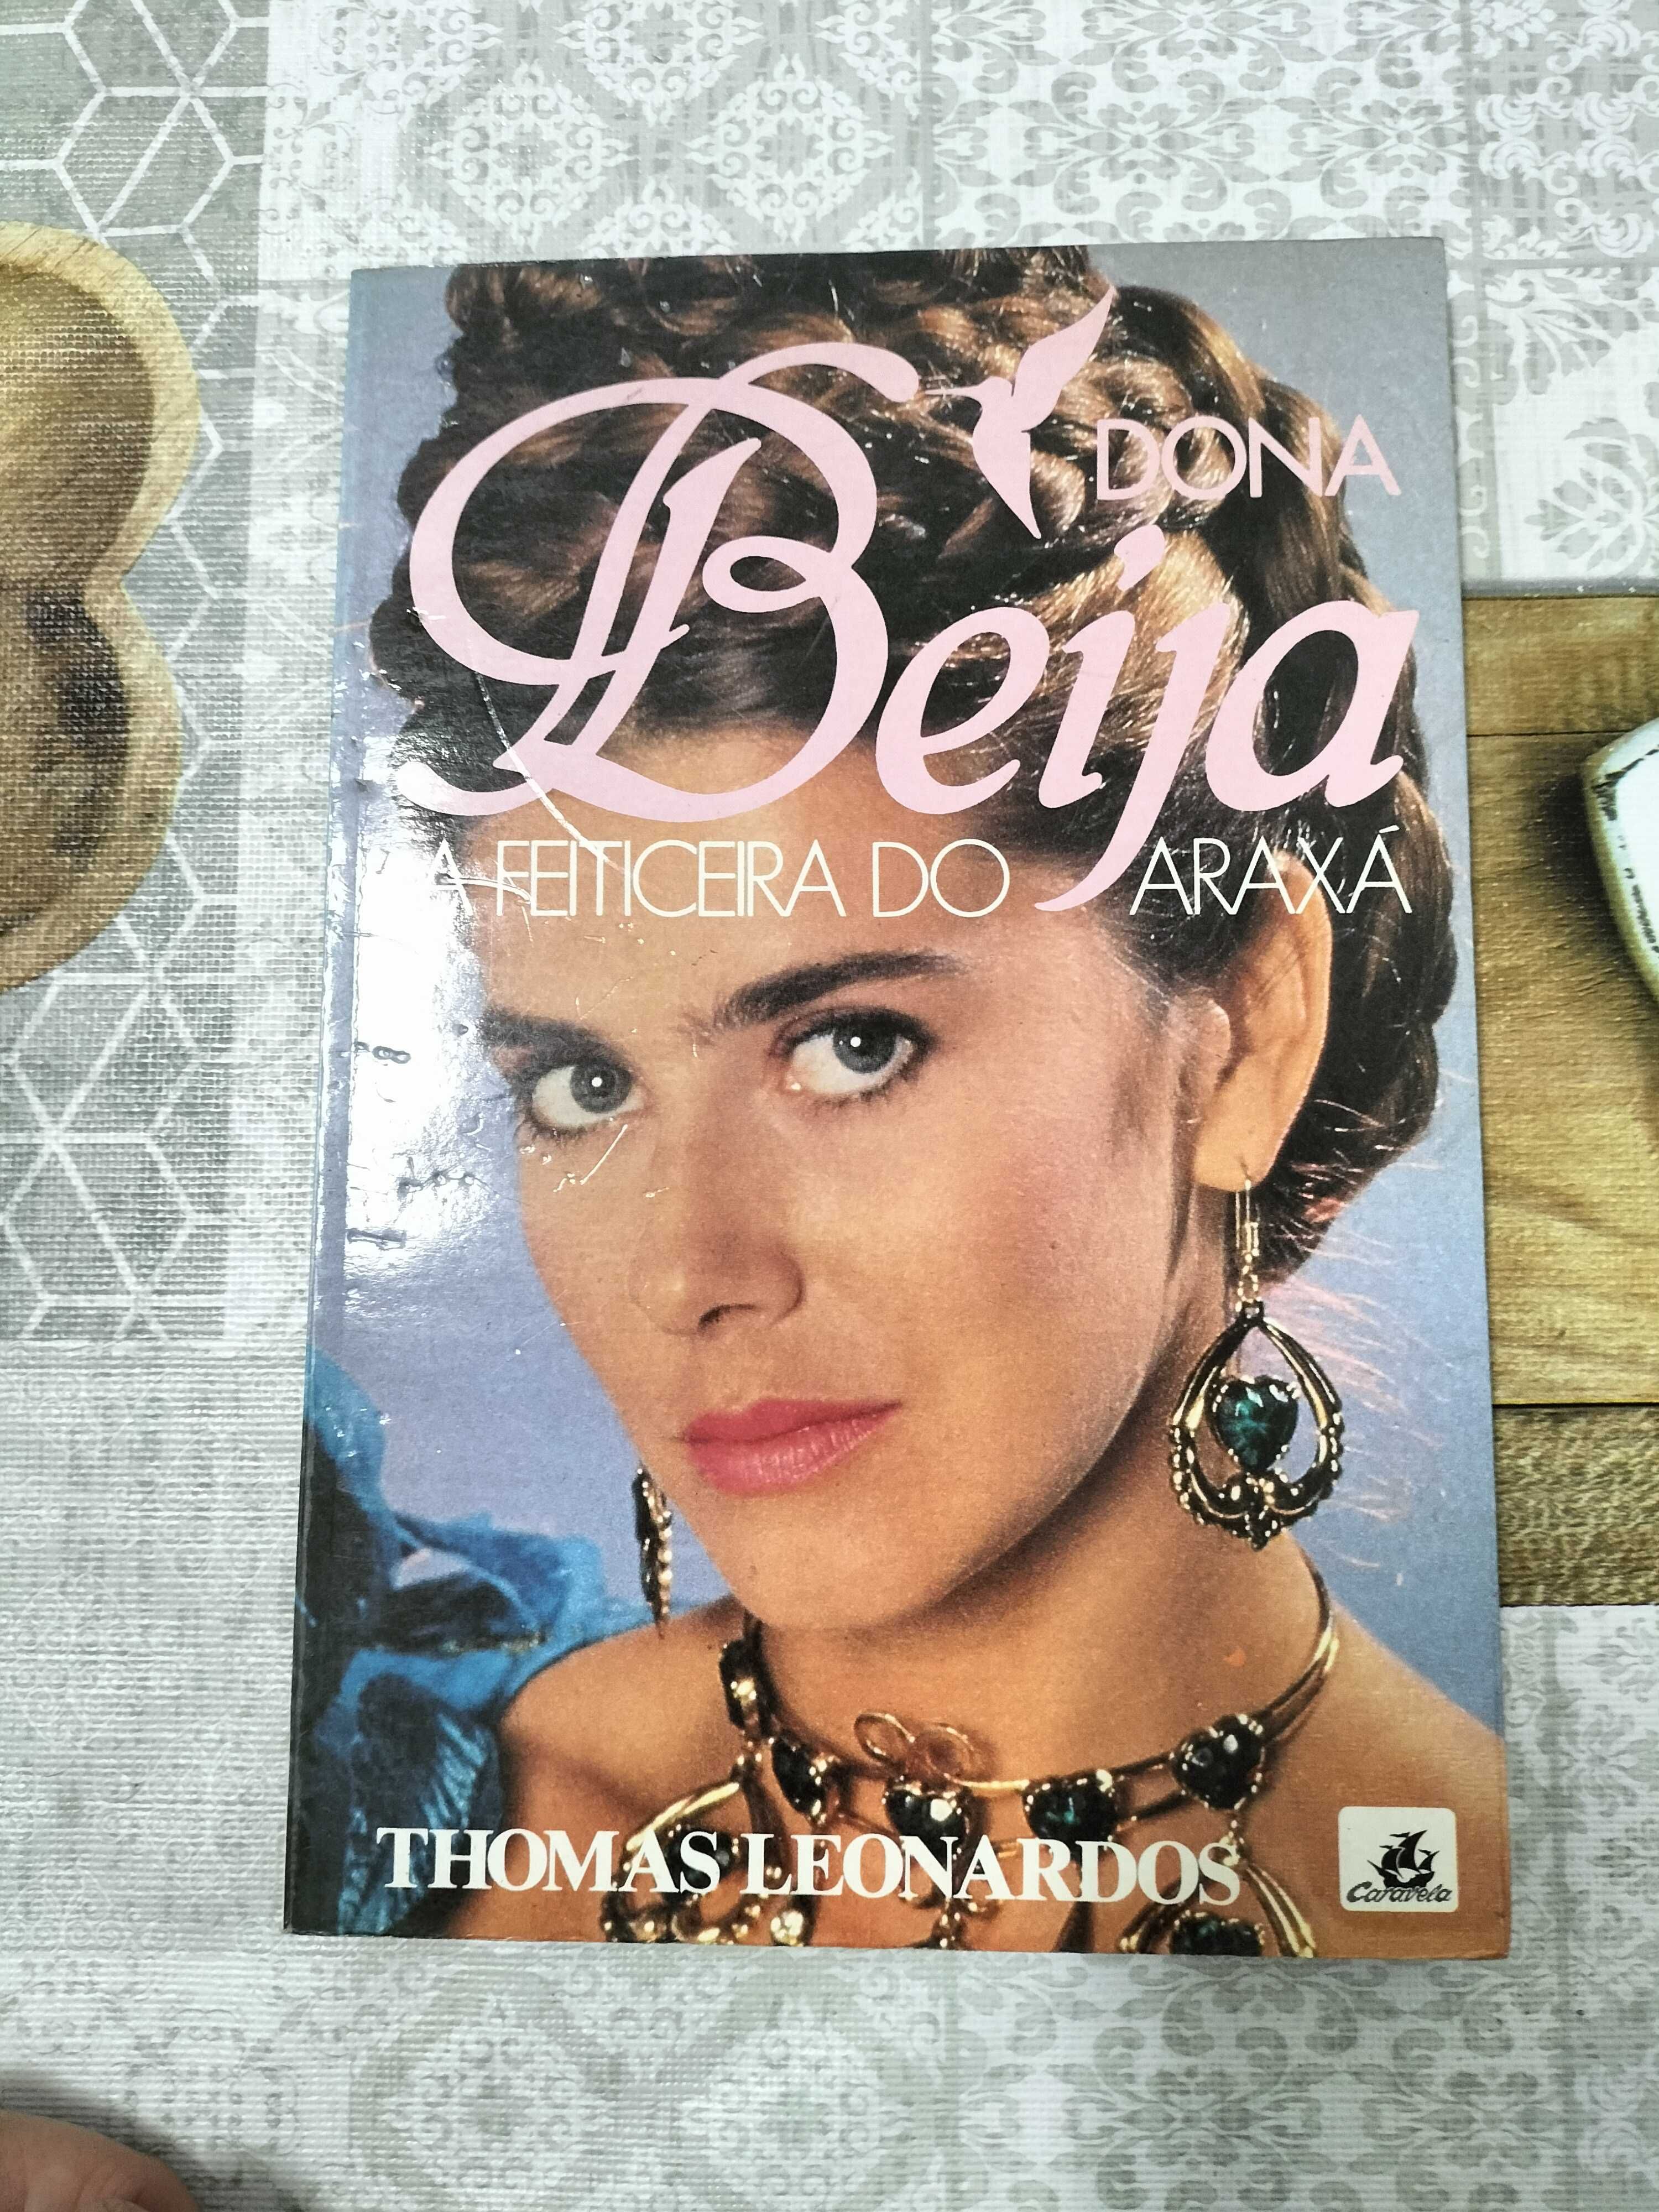 DONA
Beija
A FEITICEIRA DO ARAXÁ
THOMAS LEONARDOS
Caravela